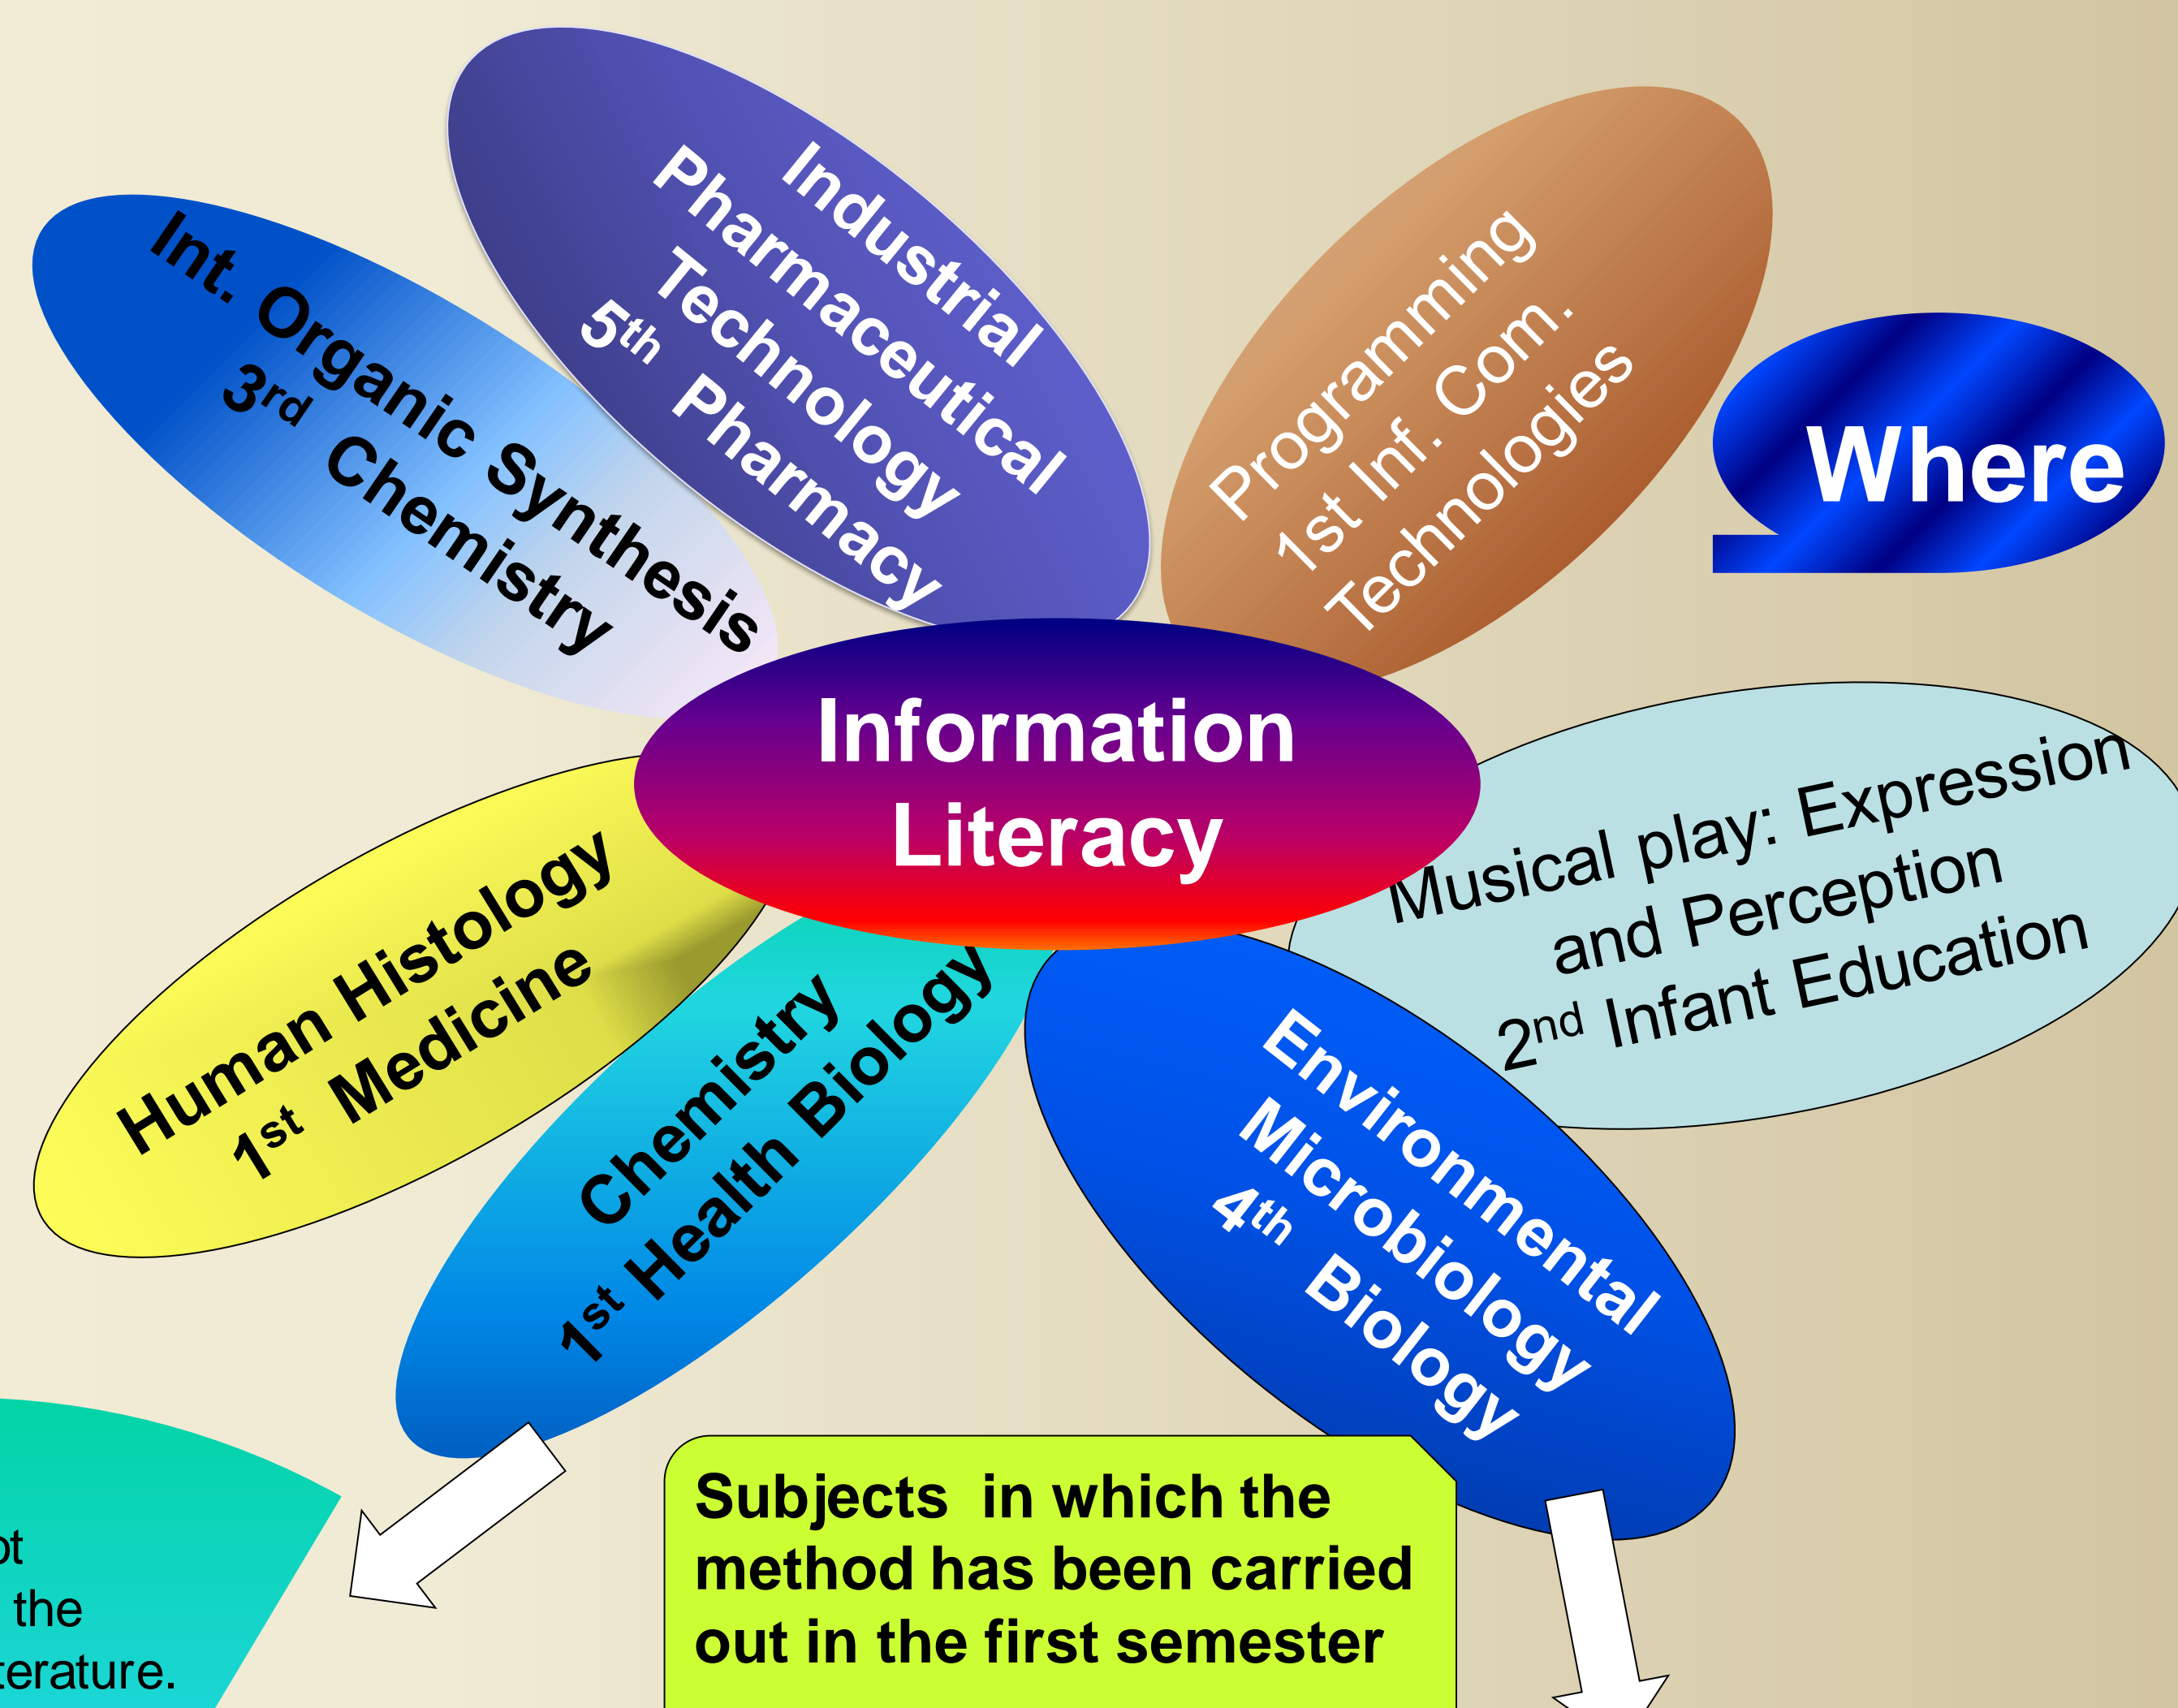 Industrial
Pharmaceutical
Technology
5th Pharmacy
Programming
1st Inf. Com.
Technologies
Int. Organic Synthesis
3rd Chemistry
Where
Information
Literacy
Musical play: Expression
and Perception
2nd Infant Education
Human Histology
1st Medicine
Chemistry
1st Health Biology
Environmental
Microbiology
4th Biology
Subjects in which the
method has been carried
out in the first semester
the